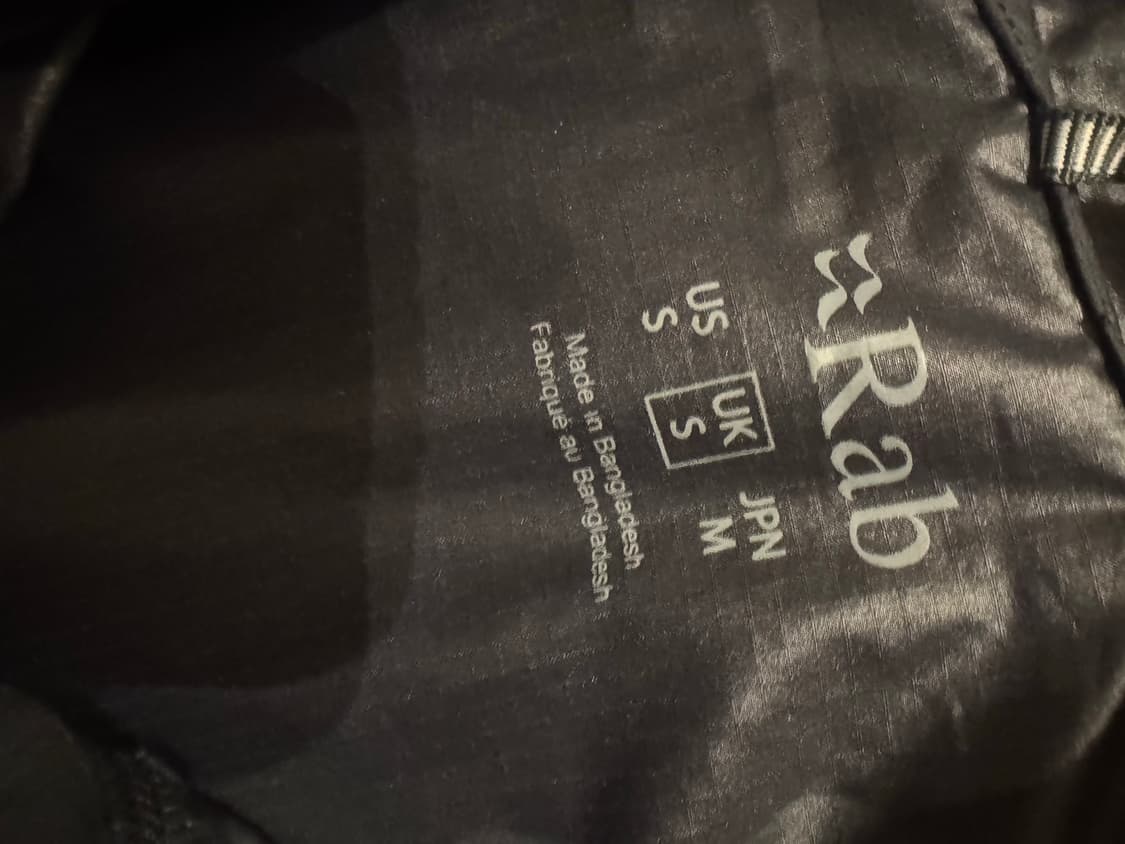 Rab
US UK JPN
S S M
Made in Bangladesh
Fabriqué au Bangladesh